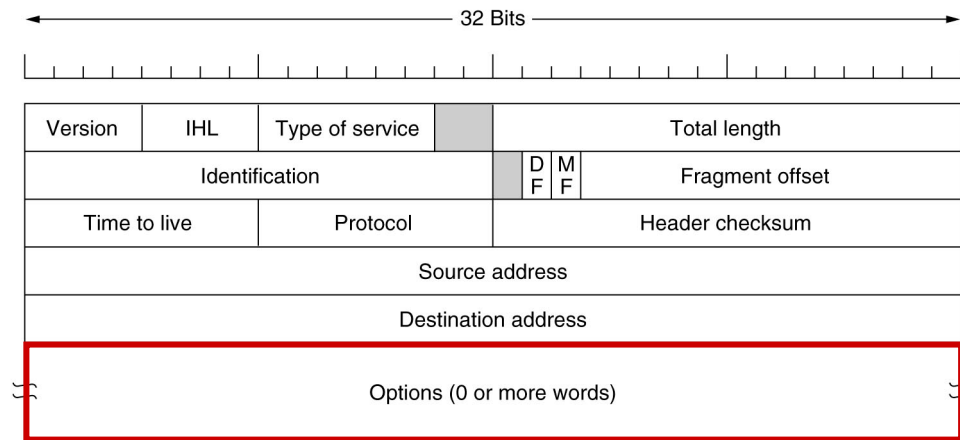 32 Bits
Version IHL Type of service Total length
Identification D F M F Fragment offset
Time to live Protocol Header checksum
Source address
Destination address
Options (0 or more words)